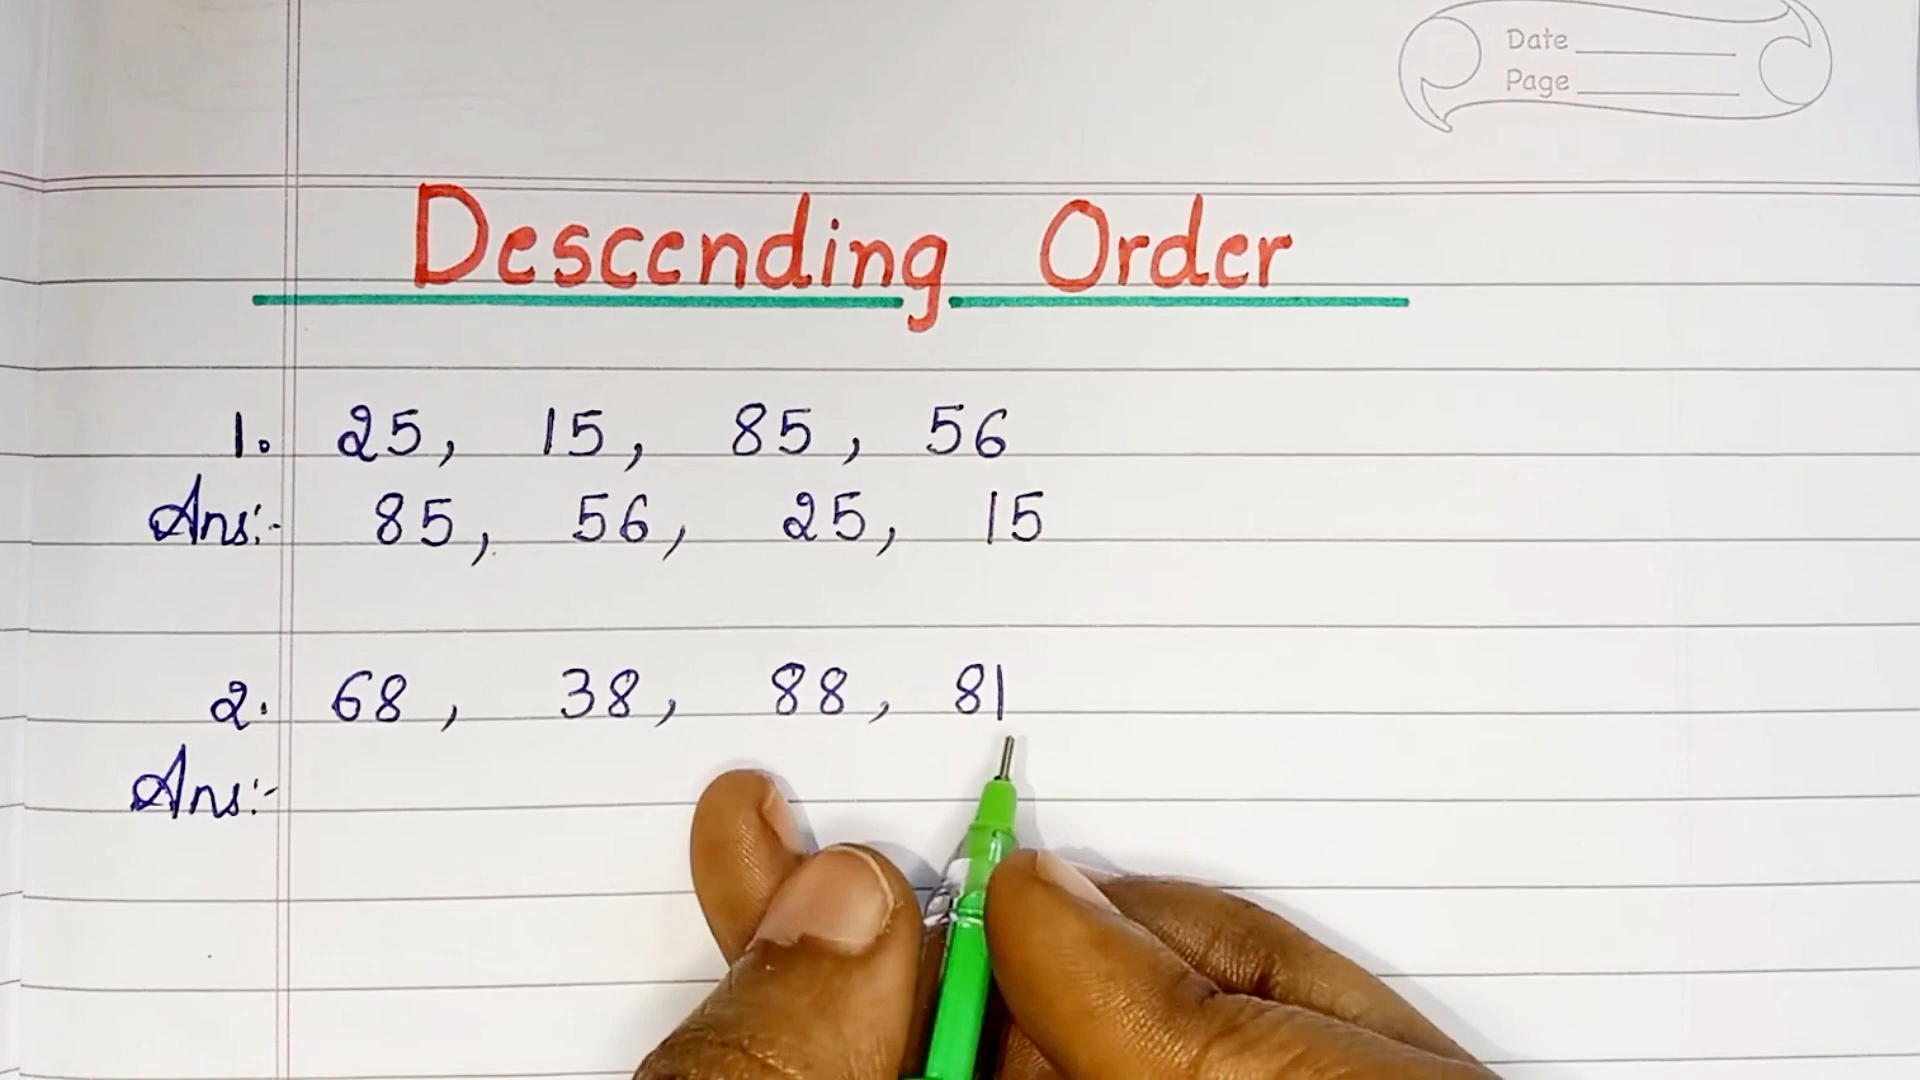 Date
Page
Descending Order
1. 25, 15, 85, 56
Ans:- 85, 56, 25, 15
2. 68, 38, 88, 81
Ans:-